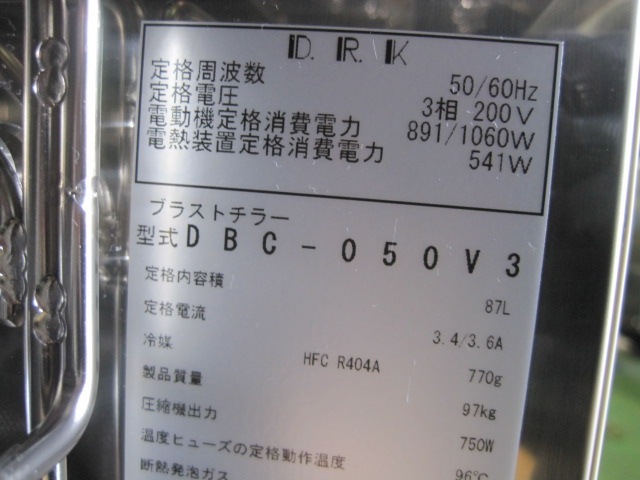 D. R. K
定格周波数 50/60Hz
定格電圧 3相 200V
電動機定格消費電力 891/1060W
電熱装置定格消費電力 541W
ブラストチラー
型式 DBC-050V3
定格内容積 87L
定格電流 3.4/3.6A
冷媒 HFC R404A 770g
製品質量 97kg
圧縮機出力 750W
温度ヒューズの定格動作温度 96℃
断熱発泡ガス